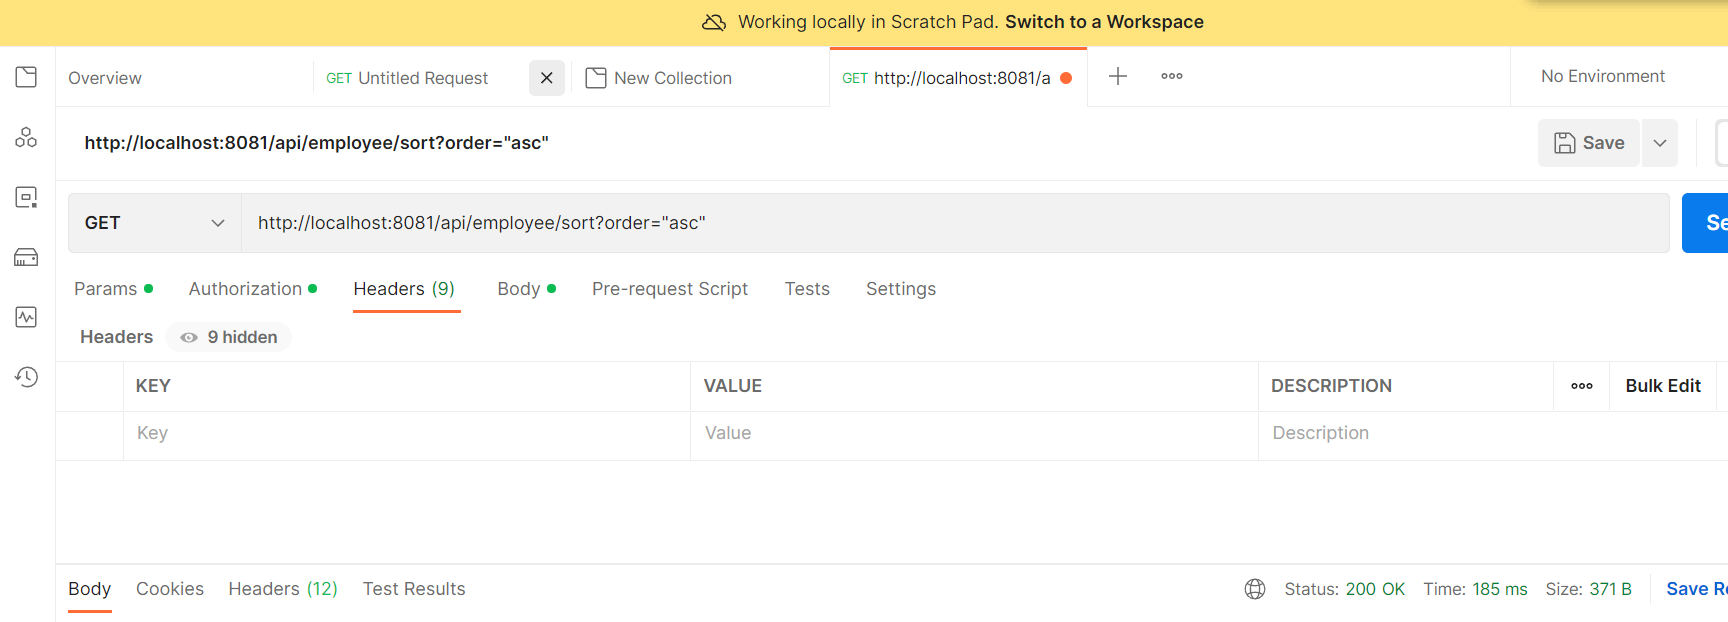 Working locally in Scratch Pad. Switch to a Workspace
Overview GET Untitled Request New Collection GET http://localhost:8081/a No Environment
http://localhost:8081/api/employee/sort?order="asc" Save
GET http://localhost:8081/api/employee/sort?order="asc" Se
Params Authorization Headers (9) Body Pre-request Script Tests Settings
Headers 9 hidden
KEY VALUE DESCRIPTION Bulk Edit
Key Value Description
Body Cookies Headers (12) Test Results Status: 200 OK Time: 185 ms Size: 371 B Save Re